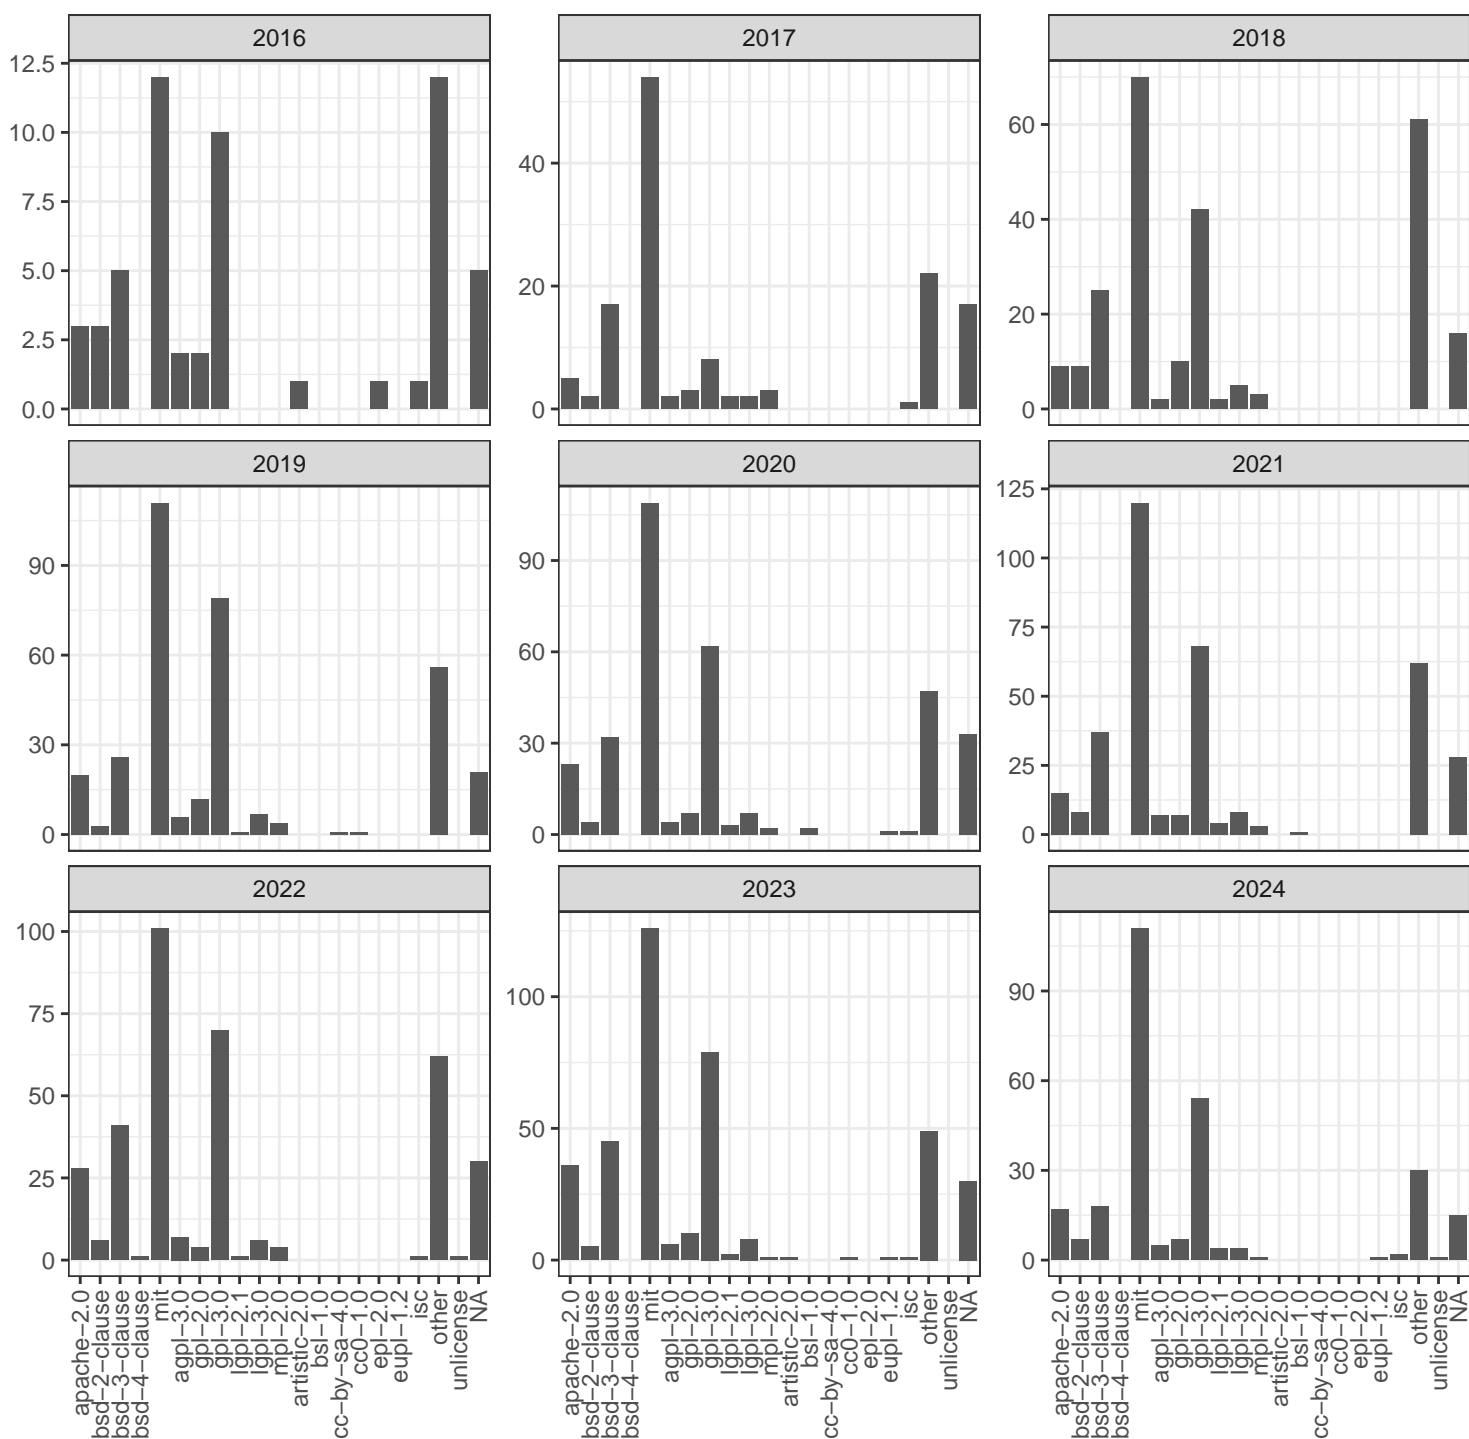 2016
2017
2018
12.5
10.0
7.5
5.0
2.5
0.0
40
20
0
60
40
20
0
2019
2020
2021
90
60
30
0
90
60
30
0
125
100
75
50
25
0
2022
2023
2024
100
75
50
25
0
100
50
0
90
60
30
0
apache-2.0
bsd-2-clause
bsd-3-clause
bsd-4-clause
mit
agpl-3.0
gpl-2.0
gpl-3.0
lgpl-2.1
lgpl-3.0
mpl-2.0
artistic-2.0
bsl-1.0
cc-by-sa-4.0
cc0-1.0
epl-2.0
eupl-1.2
isc
other
unlicense
NA
apache-2.0
bsd-2-clause
bsd-3-clause
bsd-4-clause
mit
agpl-3.0
gpl-2.0
gpl-3.0
lgpl-2.1
lgpl-3.0
mpl-2.0
artistic-2.0
bsl-1.0
cc-by-sa-4.0
cc0-1.0
epl-2.0
eupl-1.2
isc
other
unlicense
NA
apache-2.0
bsd-2-clause
bsd-3-clause
bsd-4-clause
mit
agpl-3.0
gpl-2.0
gpl-3.0
lgpl-2.1
lgpl-3.0
mpl-2.0
artistic-2.0
bsl-1.0
cc-by-sa-4.0
cc0-1.0
epl-2.0
eupl-1.2
isc
other
unlicense
NA